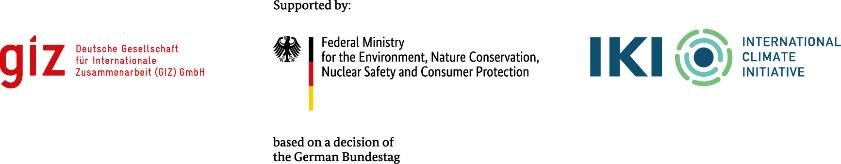 giz
Deutsche Gesellschaft
für Internationale
Zusammenarbeit (GIZ) GmbH
Supported by:
Federal Ministry
for the Environment, Nature Conservation,
Nuclear Safety and Consumer Protection
based on a decision of
the German Bundestag
IKI
INTERNATIONAL
CLIMATE
INITIATIVE